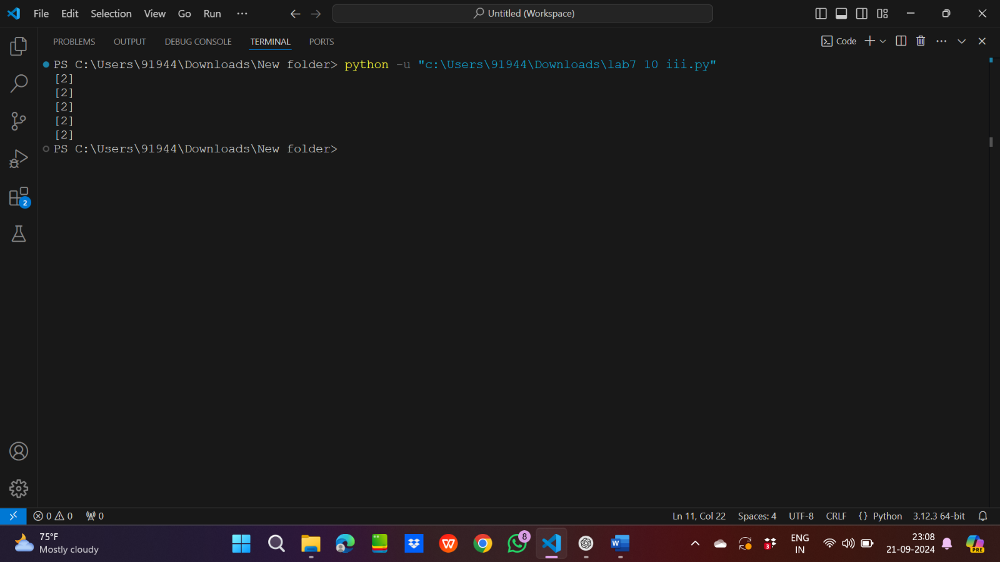 File Edit Selection View Go Run ··· Untitled (Workspace)
PROBLEMS OUTPUT DEBUG CONSOLE TERMINAL PORTS Code
PS C:\Users\91944\Downloads\New folder> python -u "c:\Users\91944\Downloads\lab7 10 iii.py"
[2]
[2]
[2]
[2]
[2]
PS C:\Users\91944\Downloads\New folder>
2
0 0 0 Ln 11, Col 22 Spaces: 4 UTF-8 CRLF {} Python 3.12.3 64-bit
75°F
Mostly cloudy
W
8
W
3
PRE
ENG
IN
23:08
21-09-2024